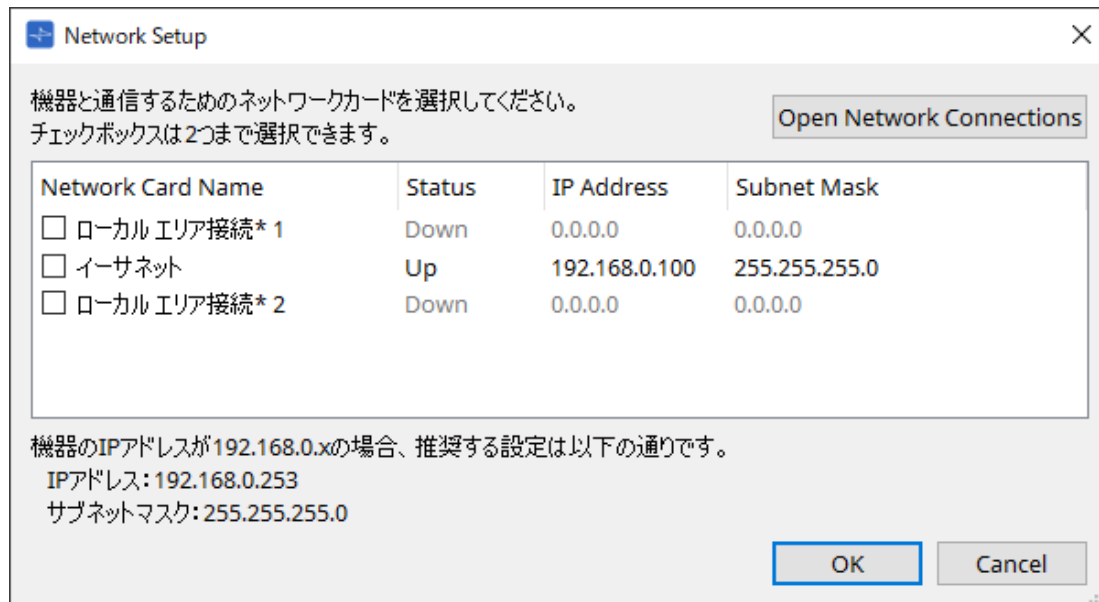 Network Setup
機器と通信するためのネットワークカードを選択してください。
チェックボックスは2つまで選択できます。
Open Network Connections
Network Card Name Status IP Address Subnet Mask
ローカル エリア接続* 1 Down 0.0.0.0 0.0.0.0
イーサネット Up 192.168.0.100 255.255.255.0
ローカル エリア接続* 2 Down 0.0.0.0 0.0.0.0
機器のIPアドレスが192.168.0.xの場合、推奨する設定は以下の通りです。
IPアドレス：192.168.0.253
サブネットマスク：255.255.255.0
OK Cancel